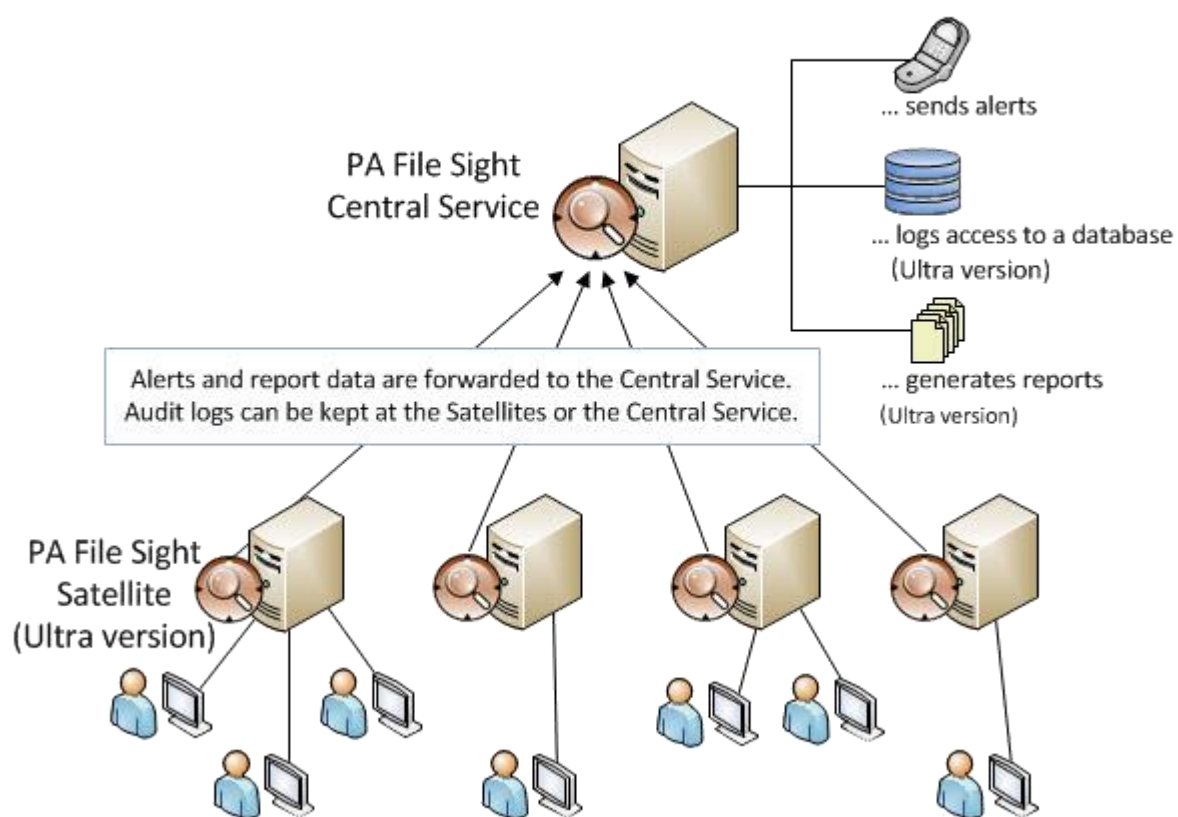 ... sends alerts
PA File Sight
Central Service
... logs access to a database
(Ultra version)
... generates reports
(Ultra version)
Alerts and report data are forwarded to the Central Service.
Audit logs can be kept at the Satellites or the Central Service.
PA File Sight
Satellite
(Ultra version)